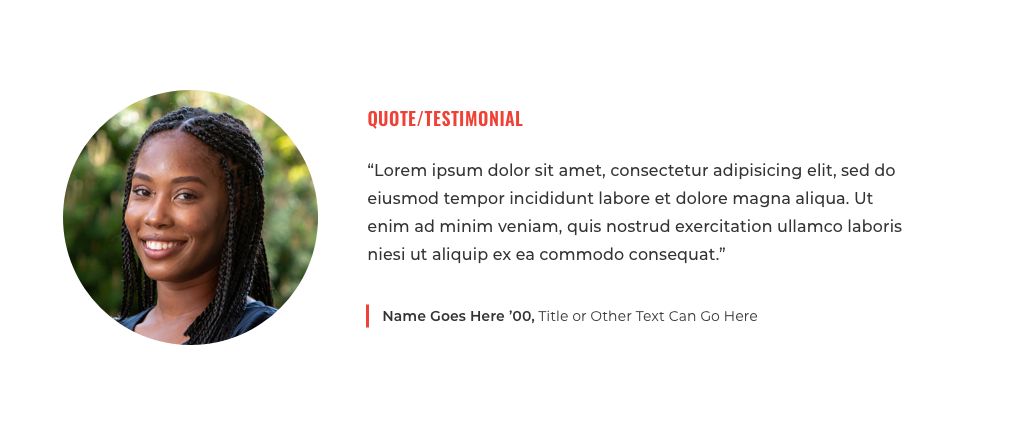 QUOTE/TESTIMONIAL
“Lorem ipsum dolor sit amet, consectetur adipisicing elit, sed do
eiusmod tempor incididunt labore et dolore magna aliqua. Ut
enim ad minim veniam, quis nostrud exercitation ullamco laboris
niesi ut aliquip ex ea commodo consequat.”
Name Goes Here ’00, Title or Other Text Can Go Here